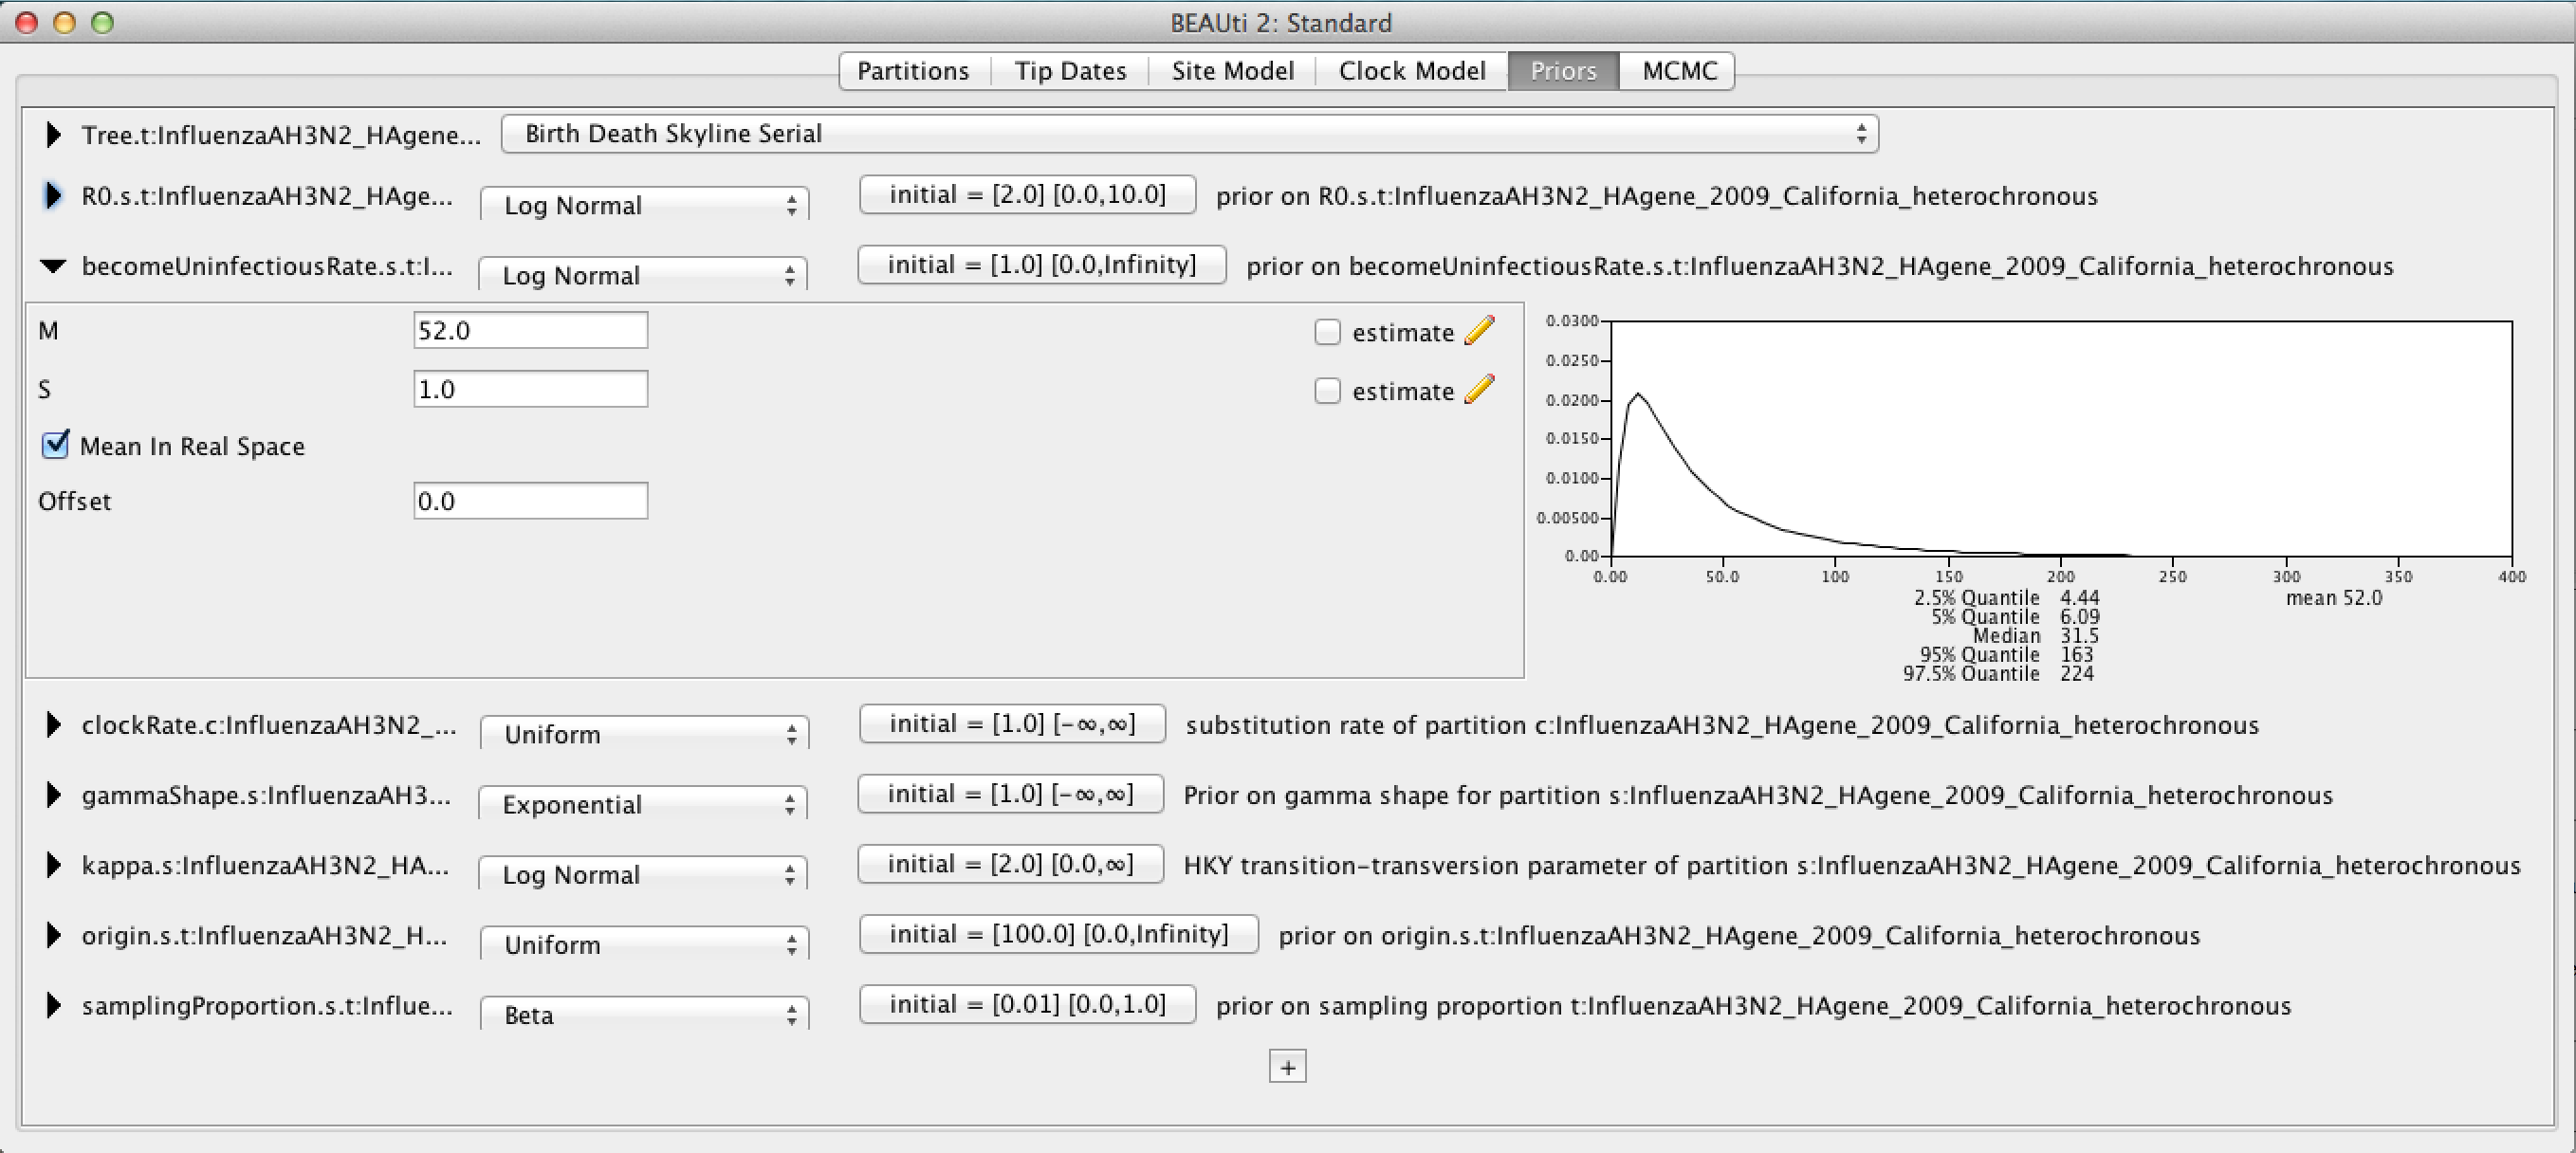 BEAUti 2: Standard
Partitions Tip Dates Site Model Clock Model Priors MCMC
Tree.t:InfluenzaAH3N2_HAgene... Birth Death Skyline Serial
R0.s.t:InfluenzaAH3N2_HAge... Log Normal initial = [2.0] [0.0,10.0] prior on R0.s.t:InfluenzaAH3N2_HAgene_2009_California_heterochronous
becomeUninfectiousRate.s.t:I... Log Normal initial = [1.0] [0.0,Infinity] prior on becomeUninfectiousRate.s.t:InfluenzaAH3N2_HAgene_2009_California_heterochronous
M 52.0 estimate
S 1.0 estimate
Mean In Real Space
Offset 0.0
0.0300
0.0250
0.0200
0.0150
0.0100
0.00500
0.00
0.00 50.0 100 150 200 250 300 350 400
2.5% Quantile 4.44 mean 52.0
5% Quantile 6.09
Median 31.5
95% Quantile 163
97.5% Quantile 224
clockRate.c:InfluenzaAH3N2_... Uniform initial = [1.0] [-∞,∞] substitution rate of partition c:InfluenzaAH3N2_HAgene_2009_California_heterochronous
gammaShape.s:InfluenzaAH3... Exponential initial = [1.0] [-∞,∞] Prior on gamma shape for partition s:InfluenzaAH3N2_HAgene_2009_California_heterochronous
kappa.s:InfluenzaAH3N2_HA... Log Normal initial = [2.0] [0.0,∞] HKY transition-transversion parameter of partition s:InfluenzaAH3N2_HAgene_2009_California_heterochronous
origin.s.t:InfluenzaAH3N2_H... Uniform initial = [100.0] [0.0,Infinity] prior on origin.s.t:InfluenzaAH3N2_HAgene_2009_California_heterochronous
samplingProportion.s.t:Influe... Beta initial = [0.01] [0.0,1.0] prior on sampling proportion t:InfluenzaAH3N2_HAgene_2009_California_heterochronous
+